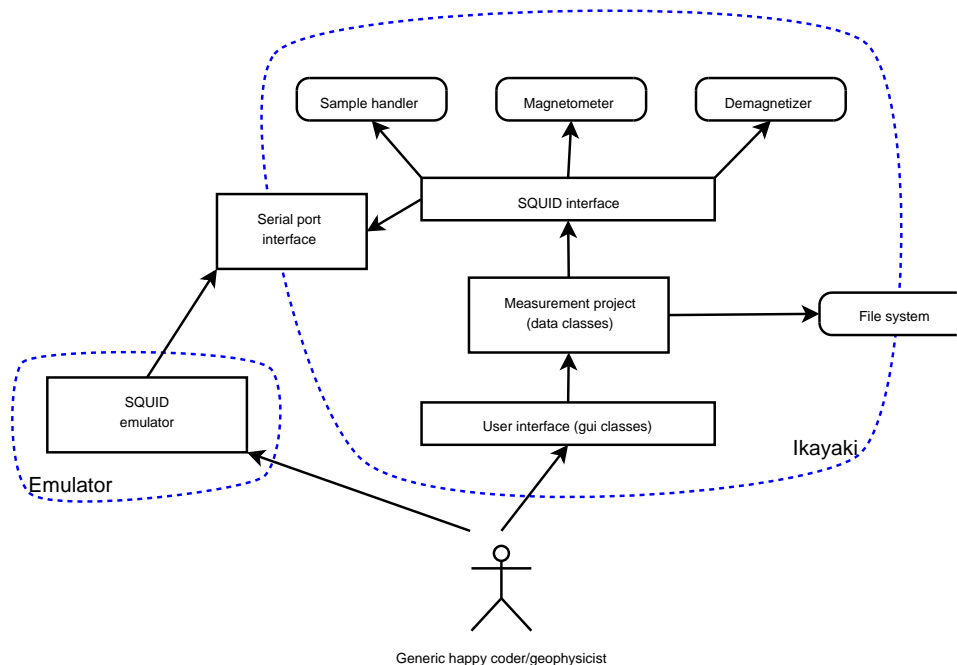 Sample handler
Magnetometer
Demagnetizer
SQUID interface
Serial port
interface
Measurement project
(data classes)
File system
SQUID
emulator
User interface (gui classes)
Ikayaki
Emulator
Generic happy coder/geophysicist